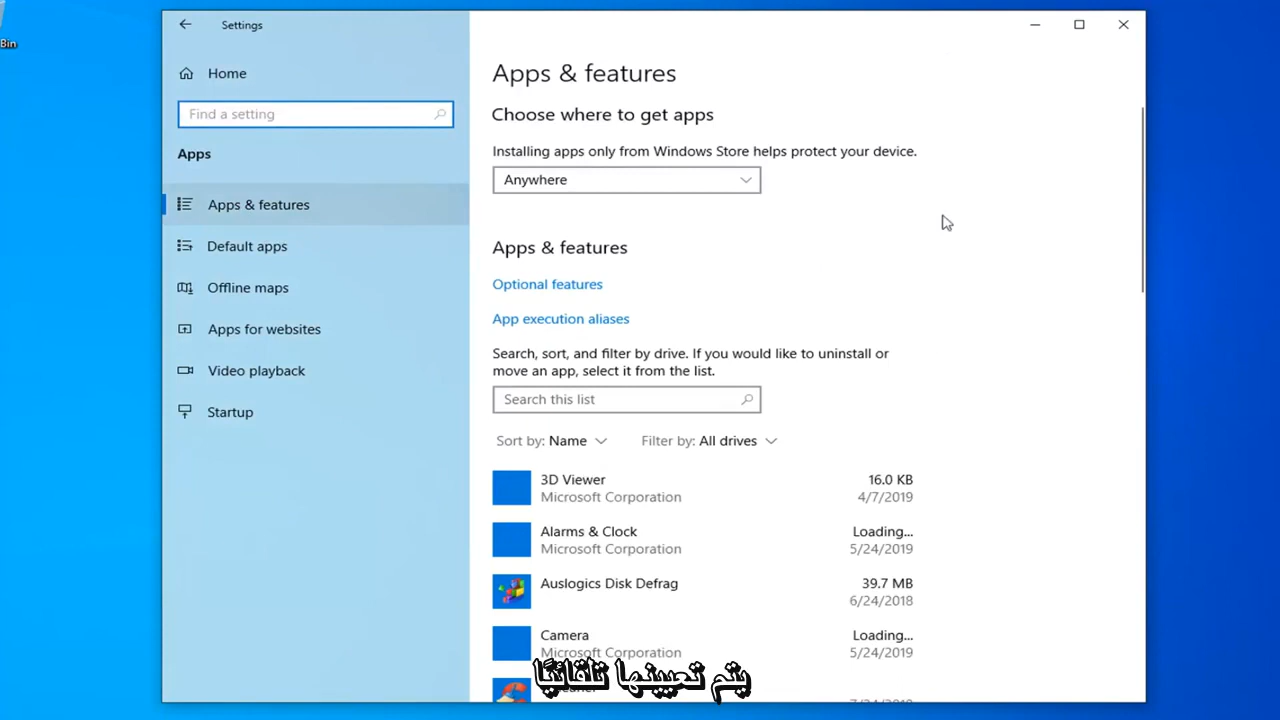 Bin
Settings
Home
Find a setting
Apps
Apps & features
Default apps
Offline maps
Apps for websites
Video playback
Startup
Apps & features
Choose where to get apps
Installing apps only from Windows Store helps protect your device.
Anywhere
Apps & features
Optional features
App execution aliases
Search, sort, and filter by drive. If you would like to uninstall or
move an app, select it from the list.
Search this list
Sort by: Name Filter by: All drives
3D Viewer 16.0 KB
Microsoft Corporation 4/7/2019
Alarms & Clock Loading...
Microsoft Corporation 5/24/2019
Auslogics Disk Defrag 39.7 MB
6/24/2018
Camera Loading...
Microsoft Corporation 5/24/2019
يتم تعيينها تلقائيًا